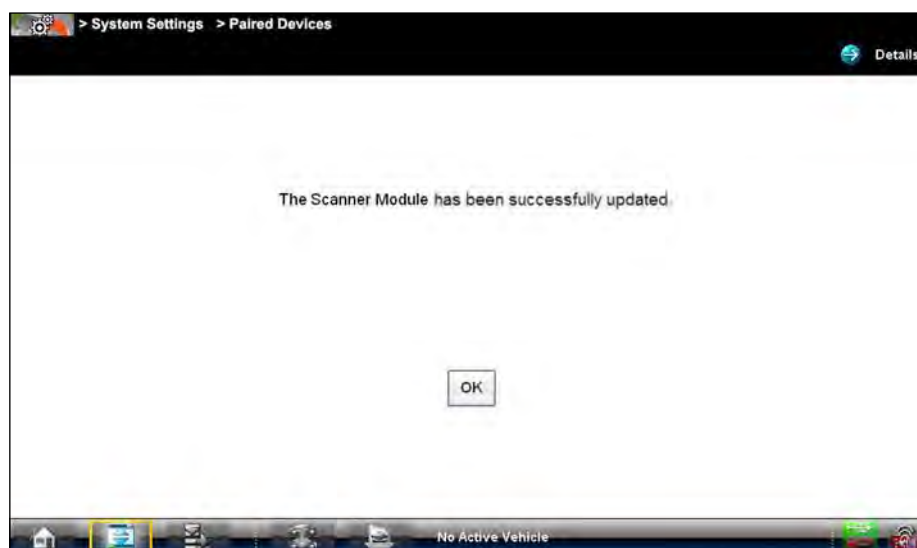 > System Settings > Paired Devices
Details
The Scanner Module has been successfully updated.
OK
No Active Vehicle